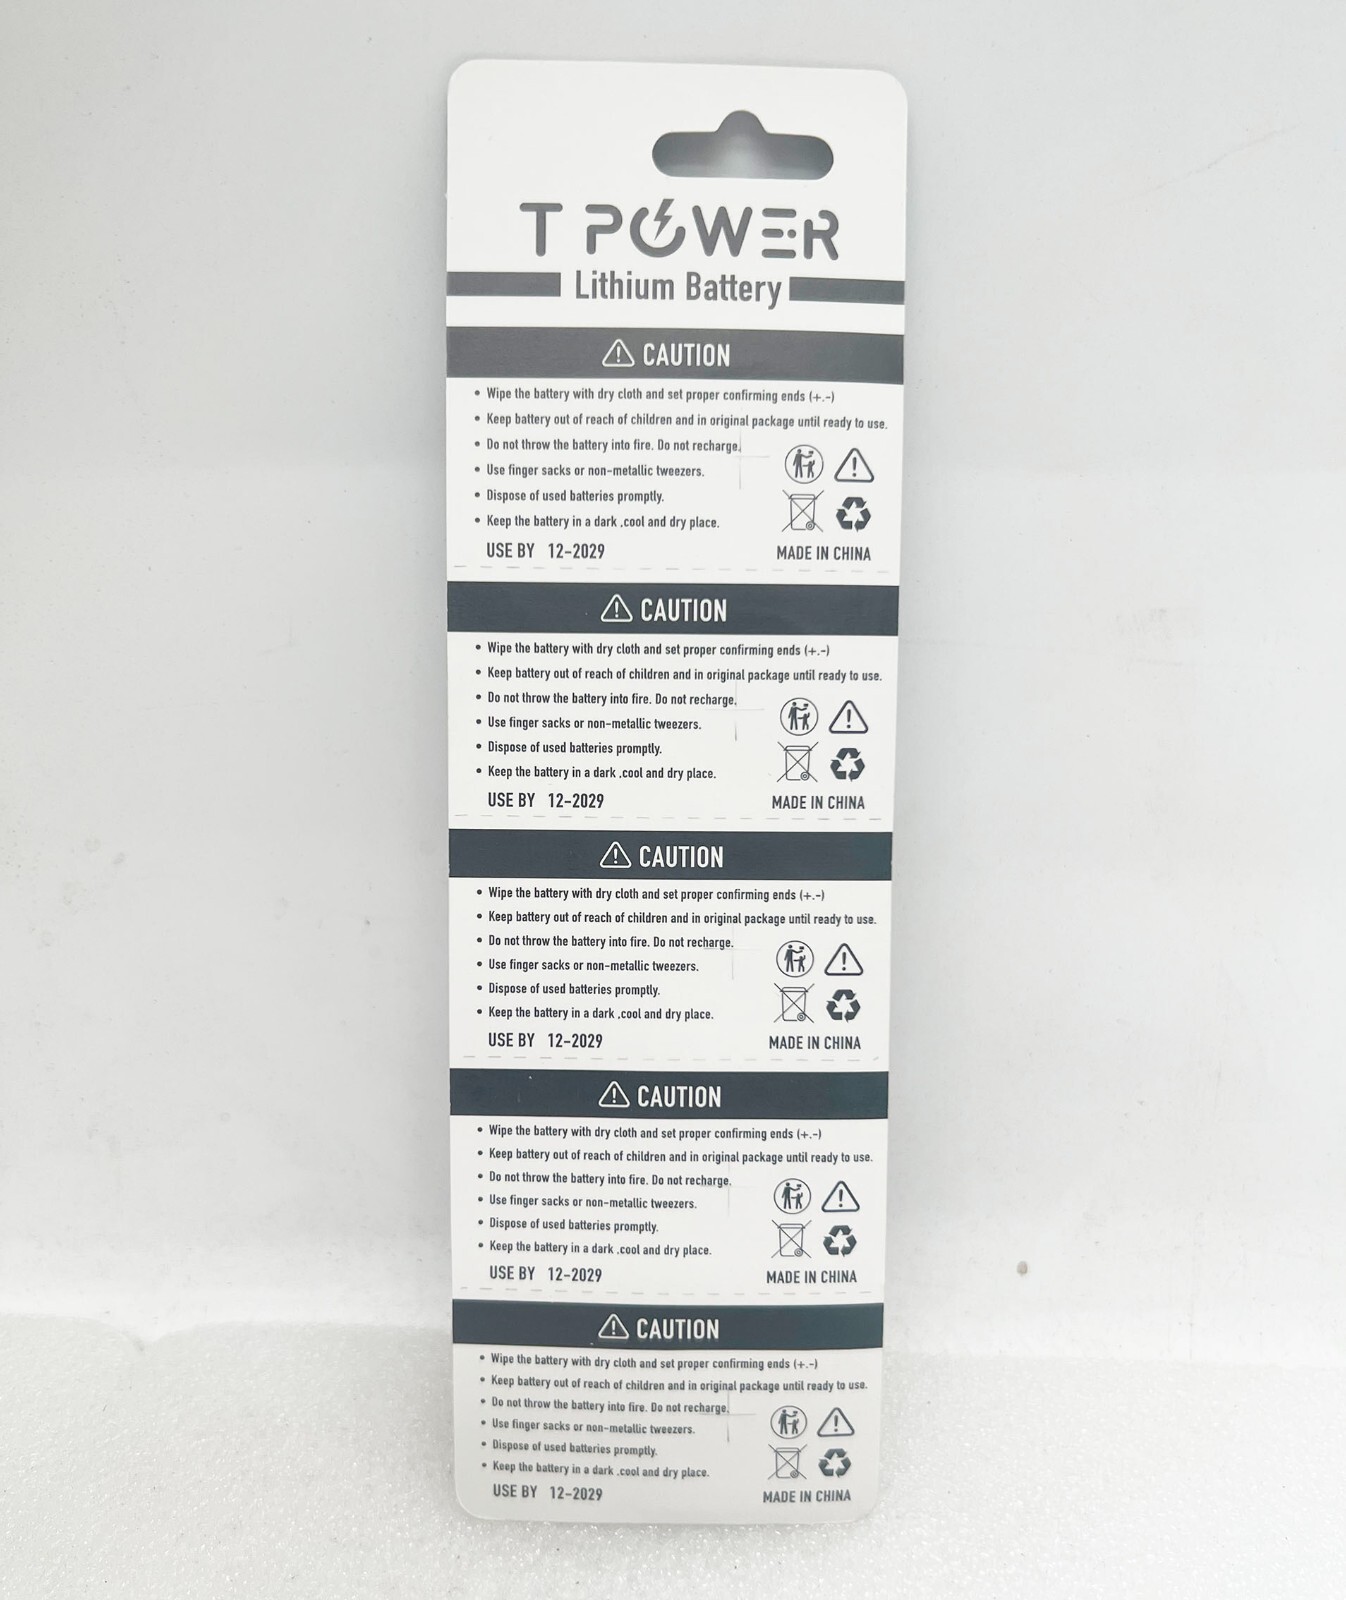 T POWER
Lithium Battery
CAUTION
• Wipe the battery with dry cloth and set proper confirming ends (+.-)
• Keep battery out of reach of children and in original package until ready to use.
• Do not throw the battery into fire. Do not recharge.
• Use finger sacks or non-metallic tweezers.
• Dispose of used batteries promptly.
• Keep the battery in a dark .cool and dry place.
USE BY 12-2029 MADE IN CHINA
CAUTION
• Wipe the battery with dry cloth and set proper confirming ends (+.-)
• Keep battery out of reach of children and in original package until ready to use.
• Do not throw the battery into fire. Do not recharge.
• Use finger sacks or non-metallic tweezers.
• Dispose of used batteries promptly.
• Keep the battery in a dark .cool and dry place.
USE BY 12-2029 MADE IN CHINA
CAUTION
• Wipe the battery with dry cloth and set proper confirming ends (+.-)
• Keep battery out of reach of children and in original package until ready to use.
• Do not throw the battery into fire. Do not recharge.
• Use finger sacks or non-metallic tweezers.
• Dispose of used batteries promptly.
• Keep the battery in a dark .cool and dry place.
USE BY 12-2029 MADE IN CHINA
CAUTION
• Wipe the battery with dry cloth and set proper confirming ends (+.-)
• Keep battery out of reach of children and in original package until ready to use.
• Do not throw the battery into fire. Do not recharge.
• Use finger sacks or non-metallic tweezers.
• Dispose of used batteries promptly.
• Keep the battery in a dark .cool and dry place.
USE BY 12-2029 MADE IN CHINA
CAUTION
• Wipe the battery with dry cloth and set proper confirming ends (+.-)
• Keep battery out of reach of children and in original package until ready to use.
• Do not throw the battery into fire. Do not recharge.
• Use finger sacks or non-metallic tweezers.
• Dispose of used batteries promptly.
• Keep the battery in a dark .cool and dry place.
USE BY 12-2029 MADE IN CHINA